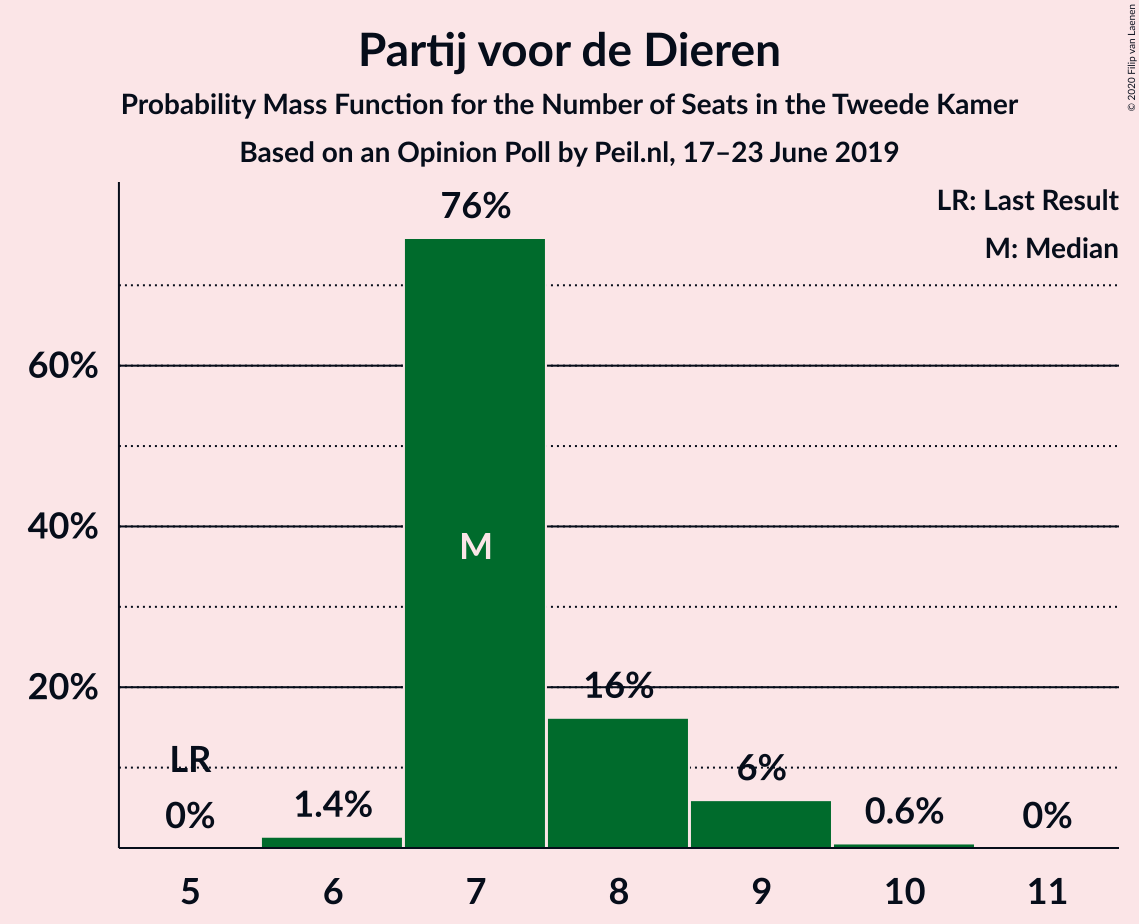 Partij voor de Dieren
Probability Mass Function for the Number of Seats in the Tweede Kamer
Based on an Opinion Poll by Peil.nl, 17–23 June 2019
© 2020 Filip van Laenen
LR: Last Result
M: Median
76%
60%
40%
M
20%
16%
LR
6%
0%
1.4%
0.6%
0%
5 6 7 8 9 10 11